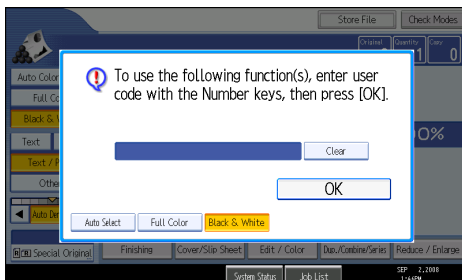 Store File
Check Modes
Original
Quantity
Copy
1
0
Auto Color
Full Co
Black & W
Text
Text / P
Othe
Auto Den
Special Original
To use the following function(s), enter user
code with the Number keys, then press [OK].
Clear
OK
Auto Select
Full Color
Black & White
0%
Finishing
Cover/Slip Sheet
Edit / Color
Dup./Combine/Series
Reduce / Enlarge
System Status
Job List
SEP 2,2008
1:44PM